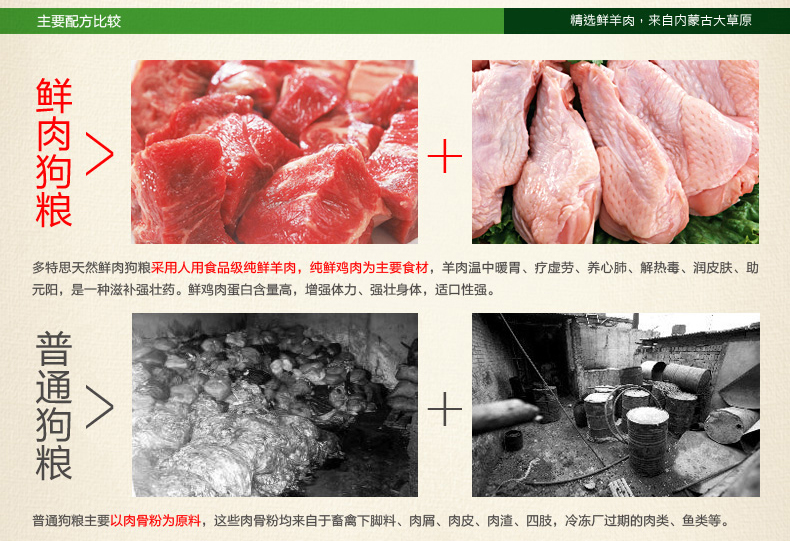 主要配方比较
精选鲜羊肉，来自内蒙古大草原
鲜肉狗粮
多特思天然鲜肉狗粮采用人用食品级纯鲜羊肉，纯鲜鸡肉为主要食材，羊肉温中暖胃、疗虚劳、养心肺、解热毒、润皮肤、助
元阳，是一种滋补强壮药。鲜鸡肉蛋白含量高，增强体力、强壮身体，适口性强。
普通狗粮
普通狗粮主要以肉骨粉为原料，这些肉骨粉均来自于畜禽下脚料、肉屑、肉皮、肉渣、四肢，冷冻厂过期的肉类、鱼类等。